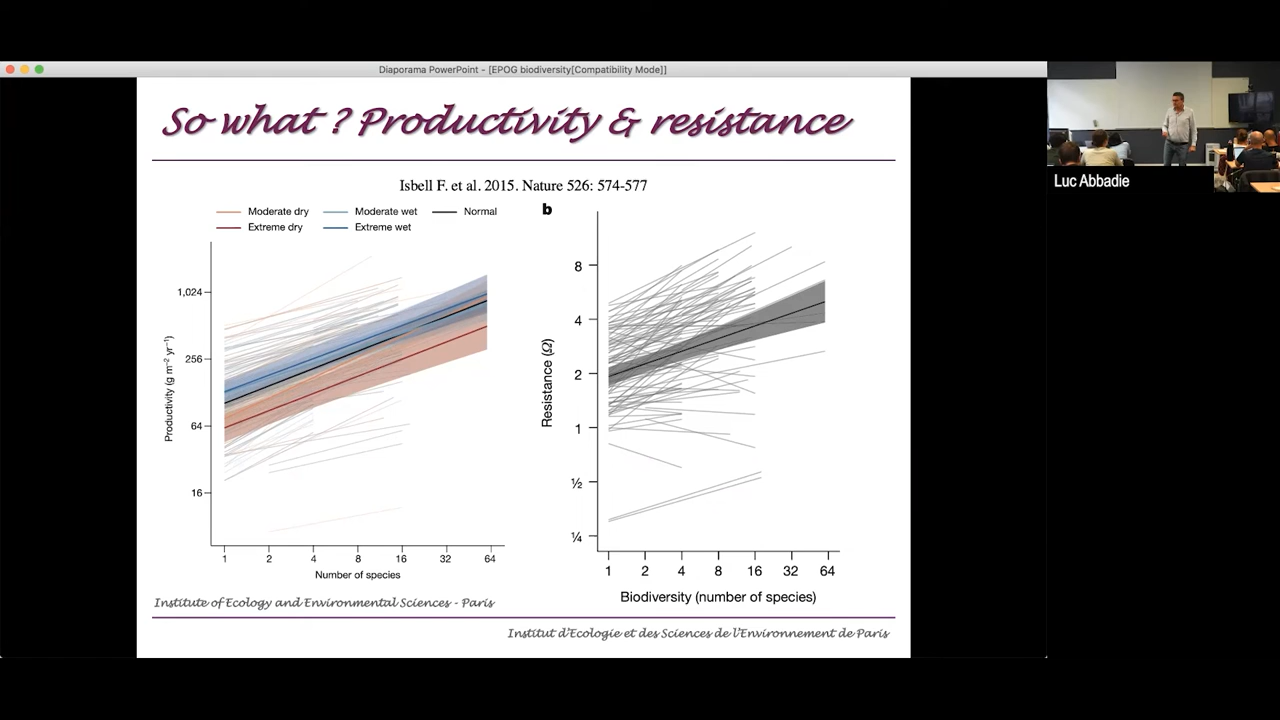 Diaporama PowerPoint - [EPOG biodiversity[Compatibility Mode]]
So what ? Productivity & resistance
Luc Abbadie
Isbell F. et al. 2015. Nature 526: 574-577
Moderate dry
Moderate wet
Normal
Extreme dry
Extreme wet
Productivity (g m⁻² yr⁻¹)
1,024
256
64
16
1 2 4 8 16 32 64
Number of species
b
Resistance (Ω)
8
4
2
1
½
¼
1 2 4 8 16 32 64
Biodiversity (number of species)
Institute of Ecology and Environmental Sciences - Paris
Institut d'Ecologie et des Sciences de l'Environnement de Paris